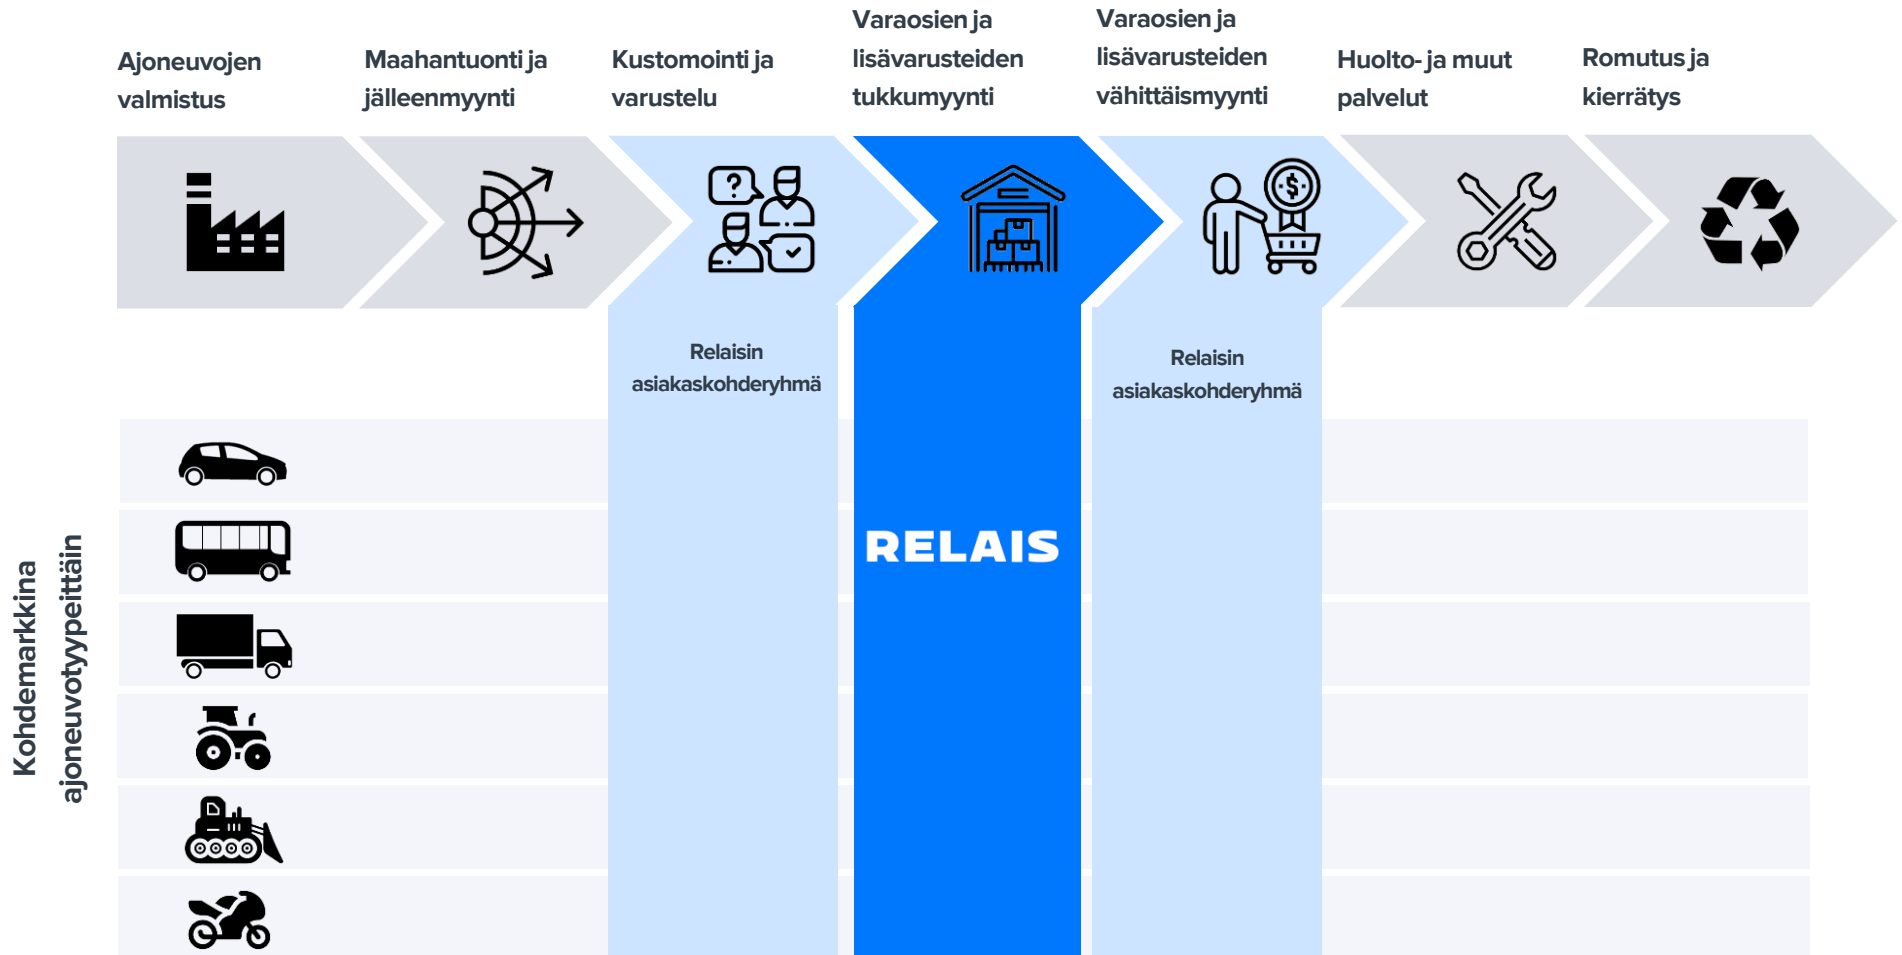 Ajoneuvojen
valmistus
Maahantuonti ja
jälleenmyynti
Kustomointi ja
varustelu
Varaosien ja
lisävarusteiden
tukkumyynti
Varaosien ja
lisävarusteiden
vähittäismyynti
Huolto- ja muut
palvelut
Romutus ja
kierrätys
Relaisin
asiakaskohderyhmä
Relaisin
asiakaskohderyhmä
RELAIS
Kohdemarkkina
ajoneuvotyypeittäin